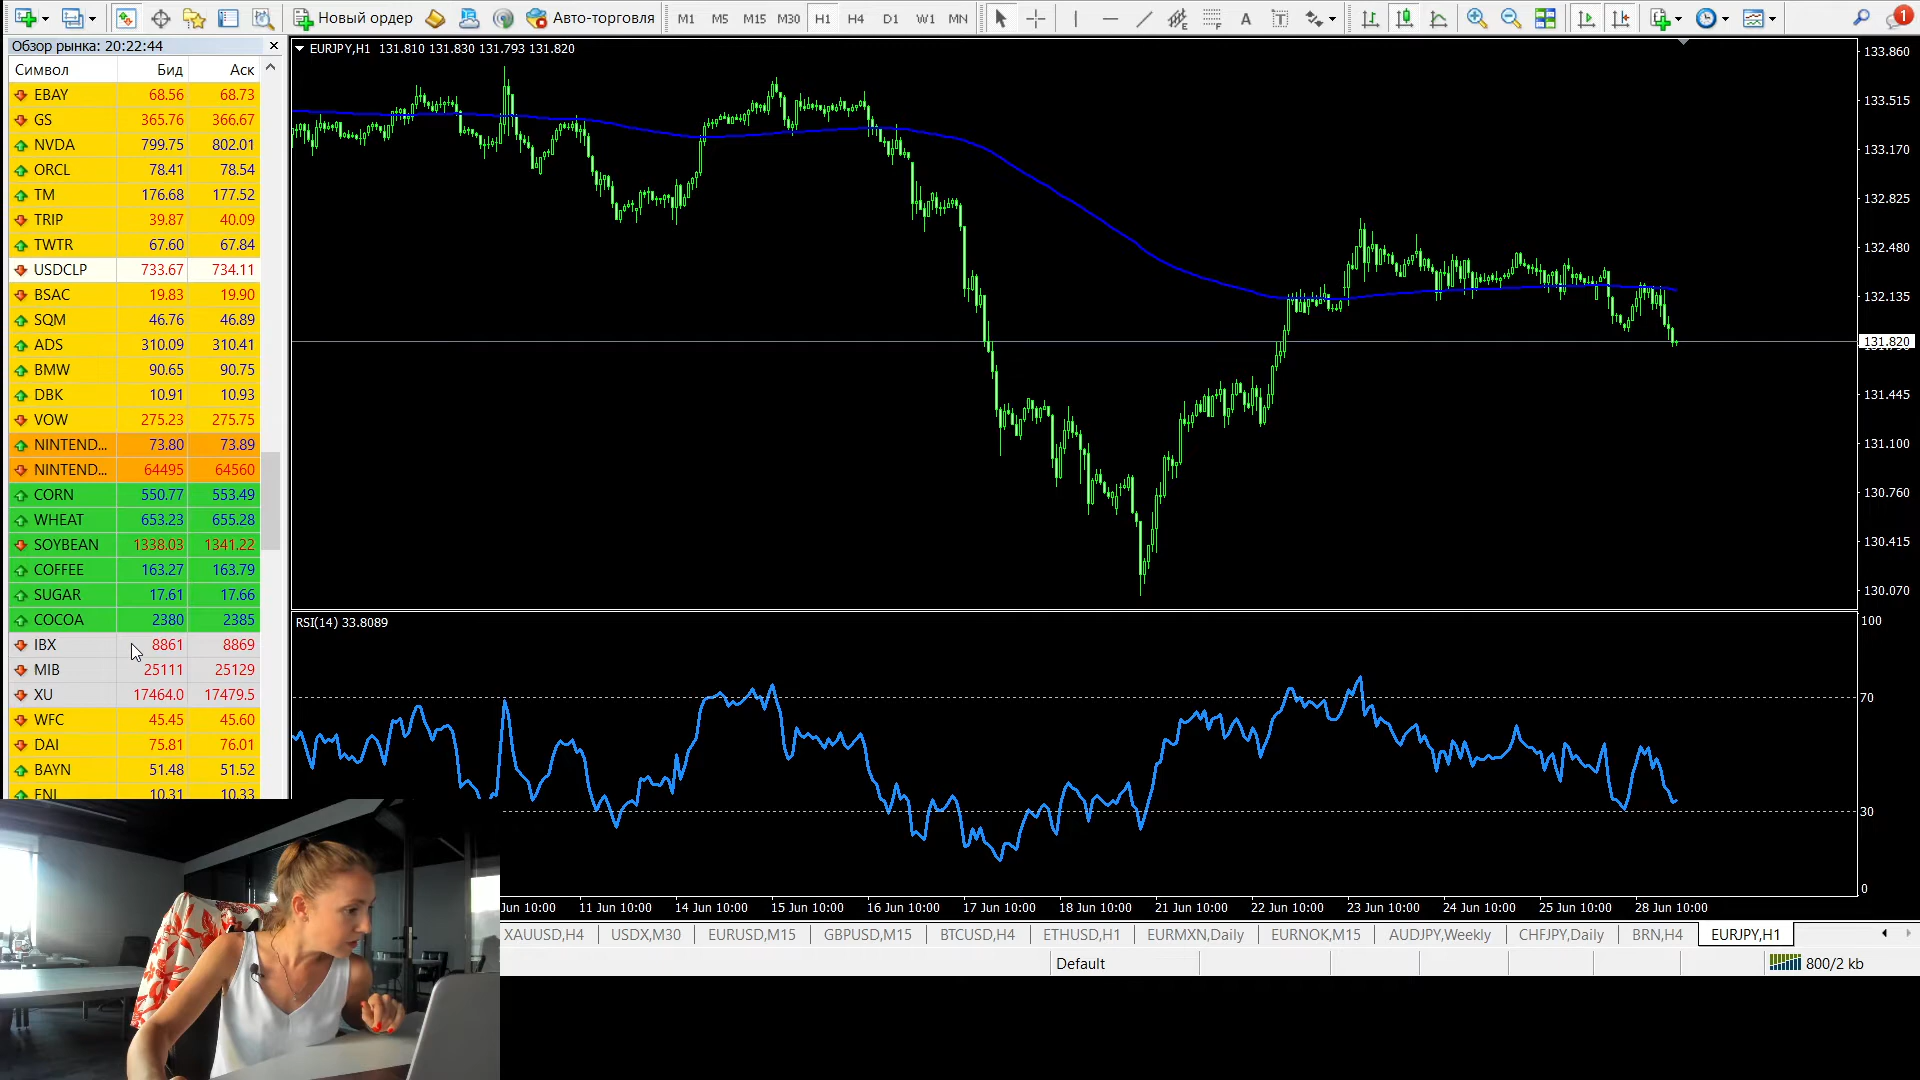 Новый ордер Авто-торговля M1 M5 M15 M30 H1 H4 D1 W1 MN A T 1
Обзор рынка: 20:22:44
Символ Бид Аск
EBAY 68.56 68.73
GS 365.76 366.67
NVDA 799.75 802.01
ORCL 78.41 78.54
TM 176.68 177.52
TRIP 39.87 40.09
TWTR 67.60 67.84
USDCLP 733.67 734.11
BSAC 19.83 19.90
SQM 46.76 46.89
ADS 310.09 310.41
BMW 90.65 90.75
DBK 10.91 10.93
VOW 275.23 275.75
NINTEND... 73.80 73.89
NINTEND... 64495 64560
CORN 550.77 553.49
WHEAT 653.23 655.28
SOYBEAN 1338.03 1341.22
COFFEE 163.27 163.79
SUGAR 17.61 17.66
COCOA 2380 2385
IBX 8861 8869
MIB 25111 25129
XU 17464.0 17479.5
WFC 45.45 45.60
DAI 75.81 76.01
BAYN 51.48 51.52
10.31 10.33
EURJPY,H1 131.810 131.830 131.793 131.820
133.860
133.515
133.170
132.825
132.480
132.135
131.820
131.445
131.100
130.760
130.415
130.070
RSI(14) 33.8089
100
70
30
0
Jun 10:00 11 Jun 10:00 14 Jun 10:00 15 Jun 10:00 16 Jun 10:00 17 Jun 10:00 18 Jun 10:00 21 Jun 10:00 22 Jun 10:00 23 Jun 10:00 24 Jun 10:00 25 Jun 10:00 28 Jun 10:00
XAUUSD,H4 USDX,M30 EURUSD,M15 GBPUSD,M15 BTCUSD,H4 ETHUSD,H1 EURMXN,Daily EURNOK,M15 AUDJPY,Weekly CHFJPY,Daily BRN,H4 EURJPY,H1
Default 800/2 kb